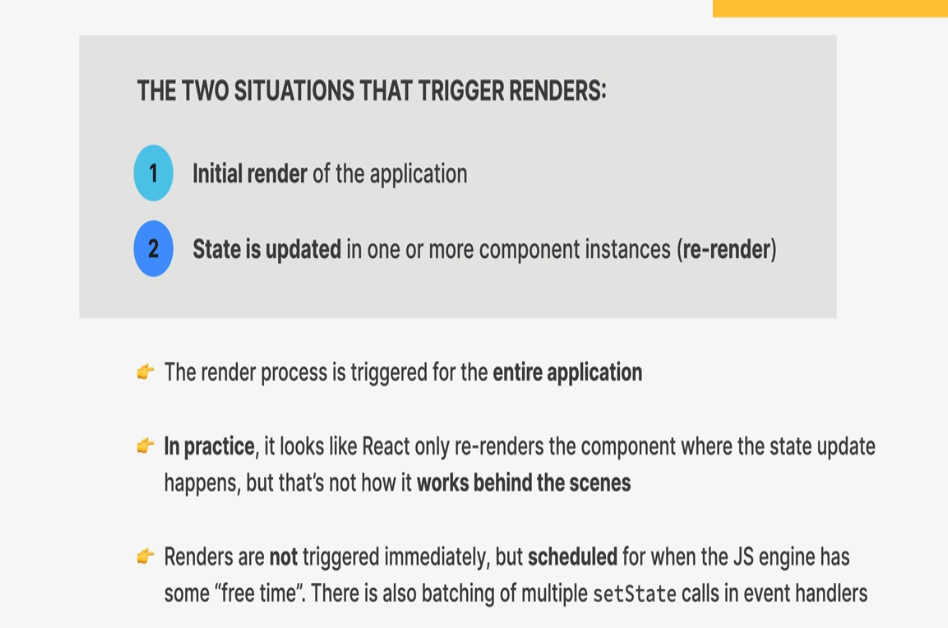 THE TWO SITUATIONS THAT TRIGGER RENDERS:
1 Initial render of the application
2 State is updated in one or more component instances (re-render)
👉 The render process is triggered for the entire application
👉 In practice, it looks like React only re-renders the component where the state update
happens, but that’s not how it works behind the scenes
👉 Renders are not triggered immediately, but scheduled for when the JS engine has
some “free time”. There is also batching of multiple setState calls in event handlers